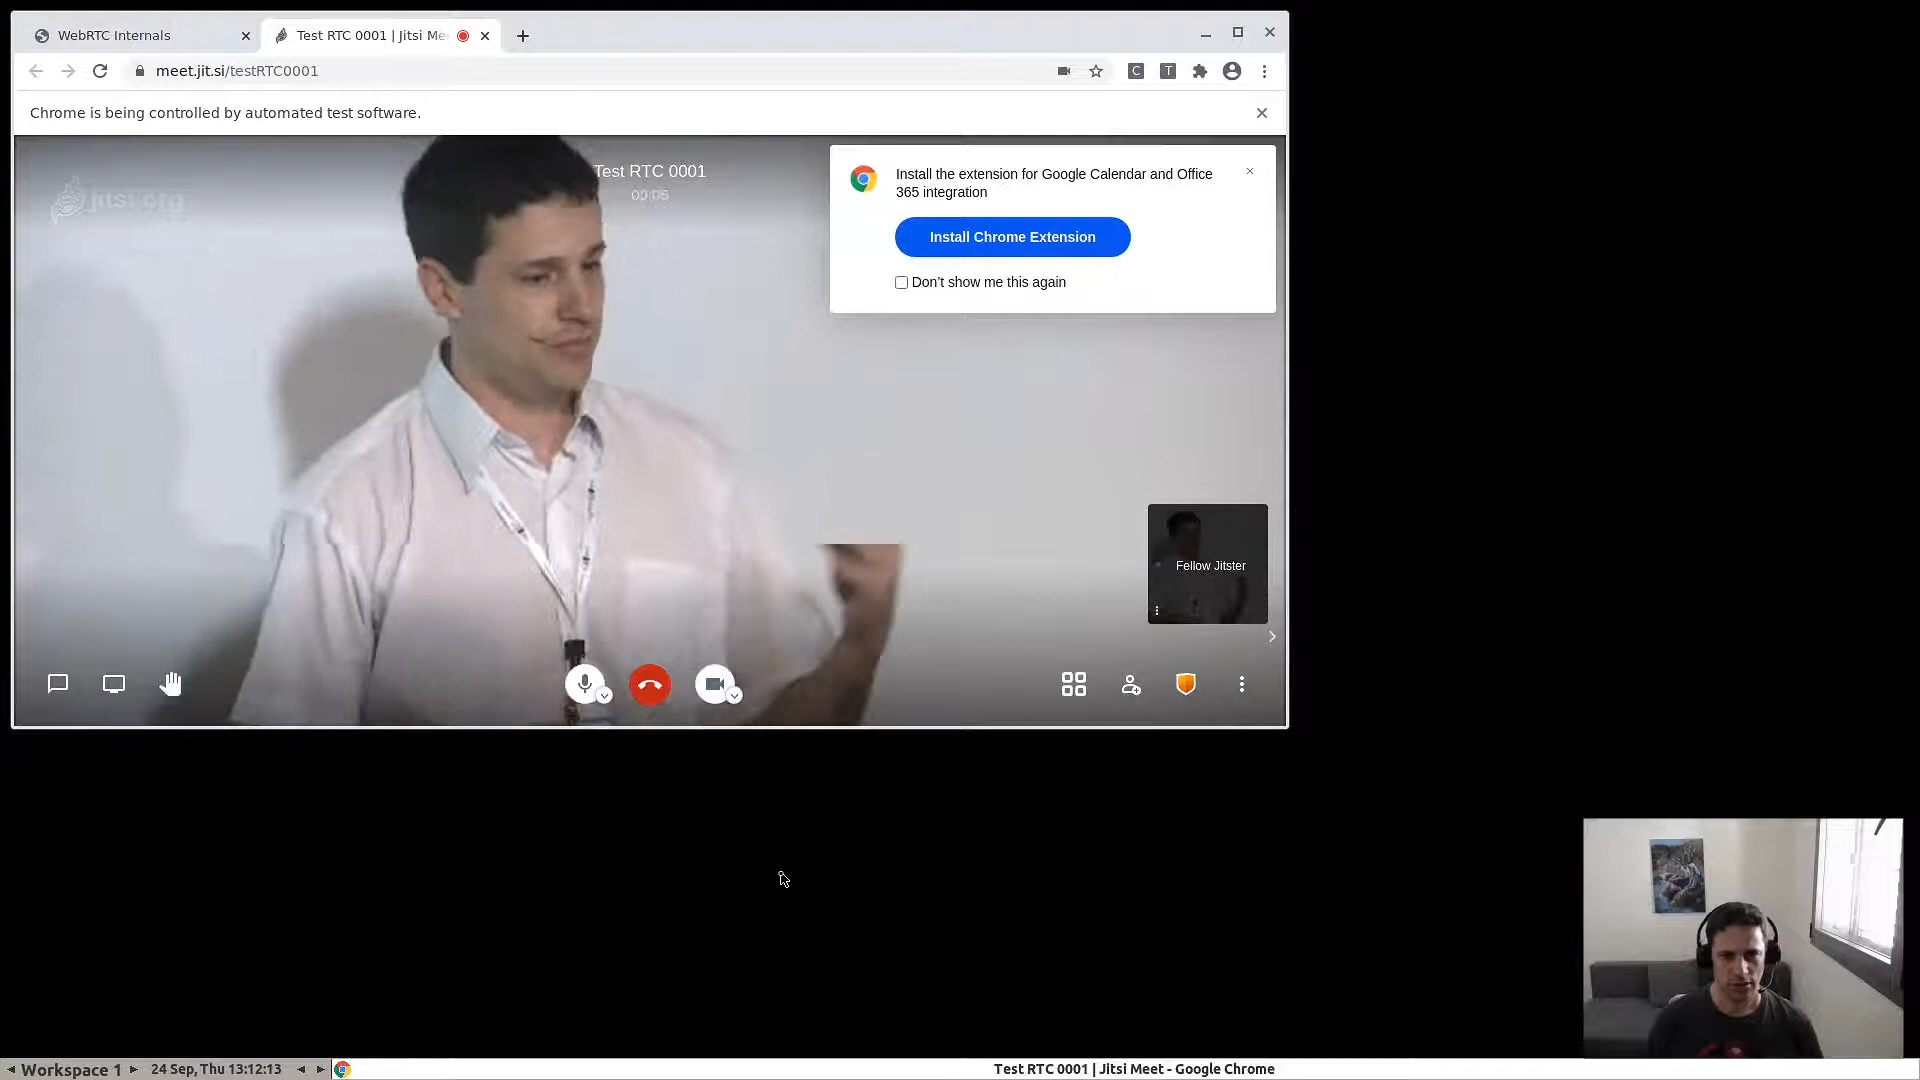 WebRTC Internals
Test RTC 0001 | Jitsi Me
meet.jit.si/testRTC0001
C
T
Chrome is being controlled by automated test software.
jitsi.org
Test RTC 0001
00:05
Install the extension for Google Calendar and Office
365 integration
Install Chrome Extension
Don't show me this again
Fellow Jitster
Workspace 1
24 Sep, Thu 13:12:13
Test RTC 0001 | Jitsi Meet - Google Chrome